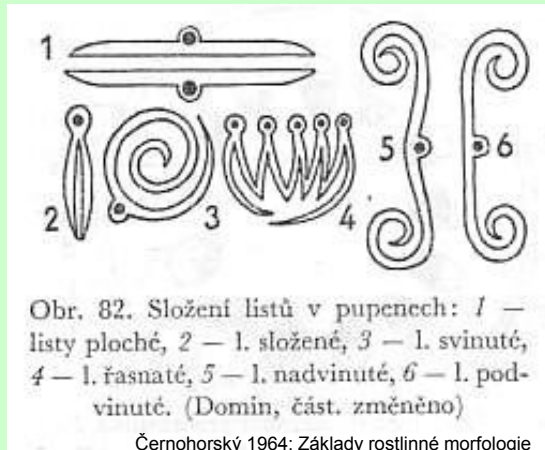 1
2
3
4
5
6
Obr. 82. Složení listů v pupenech: 1 —
listy ploché, 2 — l. složené, 3 — l. svinuté,
4 — l. řasnaté, 5 — l. nadvinuté, 6 — l. pod-
vinuté. (Domin, část. změněno)
Černohorský 1964: Základy rostlinné morfologie